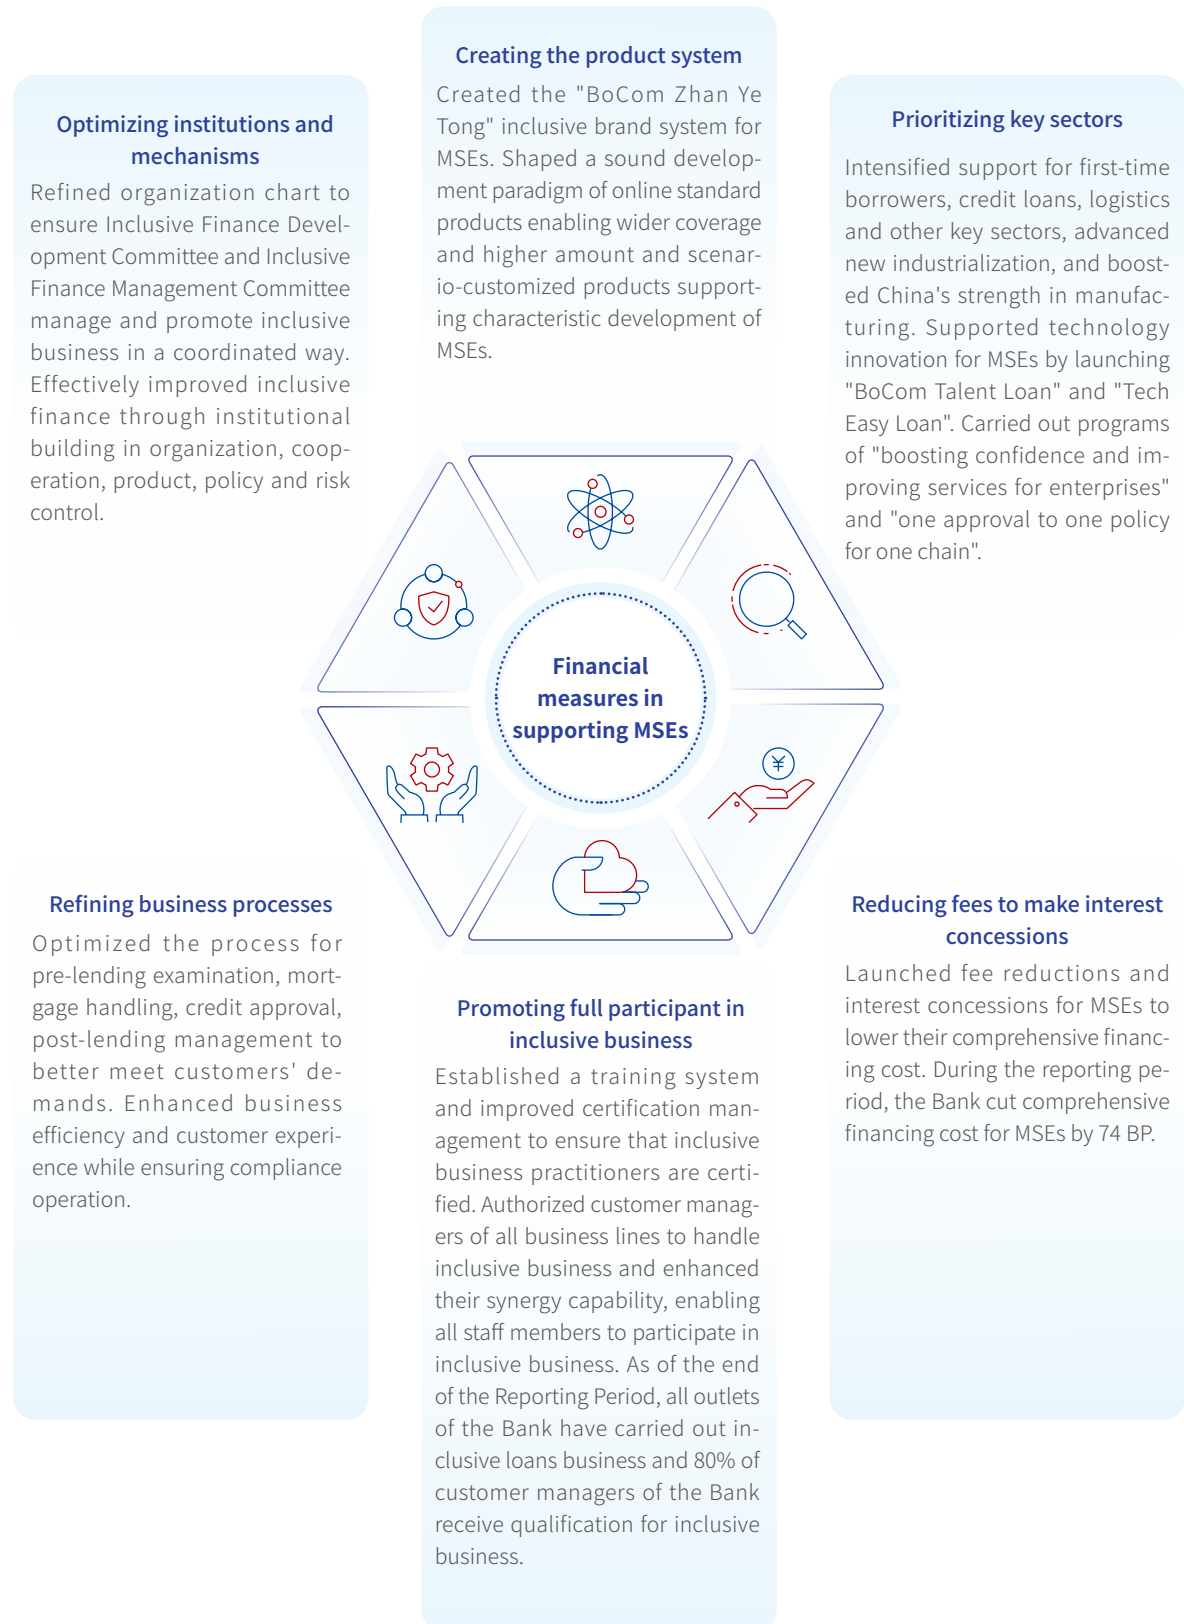 Optimizing institutions and
mechanisms
Refined organization chart to
ensure Inclusive Finance Devel-
opment Committee and Inclusive
Finance Management Committee
manage and promote inclusive
business in a coordinated way.
Effectively improved inclusive
finance through institutional
building in organization, coop-
eration, product, policy and risk
control.
Creating the product system
Created the "BoCom Zhan Ye
Tong" inclusive brand system for
MSEs. Shaped a sound develop-
ment paradigm of online standard
products enabling wider coverage
and higher amount and scenar-
io-customized products support-
ing characteristic development of
MSEs.
Prioritizing key sectors
Intensified support for first-time
borrowers, credit loans, logistics
and other key sectors, advanced
new industrialization, and boost-
ed China's strength in manufac-
turing. Supported technology
innovation for MSEs by launching
"BoCom Talent Loan" and "Tech
Easy Loan". Carried out programs
of "boosting confidence and im-
proving services for enterprises"
and "one approval to one policy
for one chain".
Financial
measures in
supporting MSEs
¥
Refining business processes
Optimized the process for
pre-lending examination, mort-
gage handling, credit approval,
post-lending management to
better meet customers' de-
mands. Enhanced business
efficiency and customer experi-
ence while ensuring compliance
operation.
Promoting full participant in
inclusive business
Established a training system
and improved certification man-
agement to ensure that inclusive
business practitioners are certi-
fied. Authorized customer manag-
ers of all business lines to handle
inclusive business and enhanced
their synergy capability, enabling
all staff members to participate in
inclusive business. As of the end
of the Reporting Period, all outlets
of the Bank have carried out in-
clusive loans business and 80% of
customer managers of the Bank
receive qualification for inclusive
business.
Reducing fees to make interest
concessions
Launched fee reductions and
interest concessions for MSEs to
lower their comprehensive financ-
ing cost. During the reporting pe-
riod, the Bank cut comprehensive
financing cost for MSEs by 74 BP.